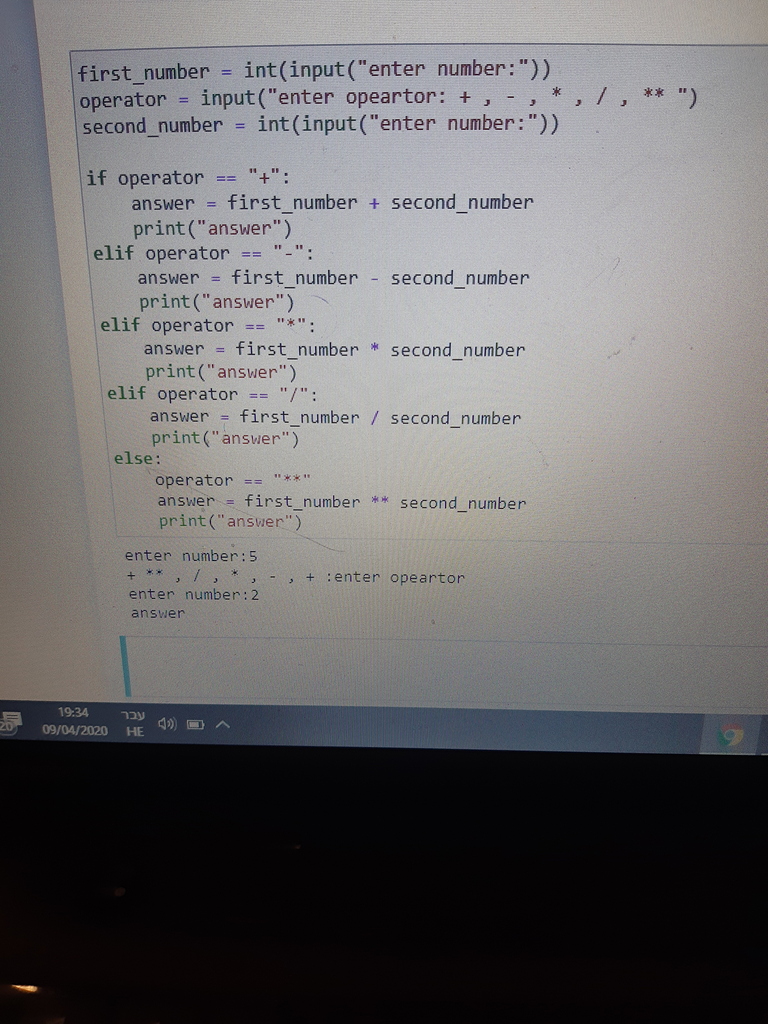 first_number = int(input("enter number:"))
operator = input("enter opeartor: + , - , * , / , ** ")
second_number = int(input("enter number:"))
if operator == "+":
    answer = first_number + second_number
    print("answer")
elif operator == "-":
    answer = first_number - second_number
    print("answer")
elif operator == "*":
    answer = first_number * second_number
    print("answer")
elif operator == "/":
    answer = first_number / second_number
    print("answer")
else:
    operator == "**"
    answer = first_number ** second_number
    print("answer")
enter number:5
+ ** , / , * , - , + :enter opeartor
enter number:2
answer
19:34 עבר
20 09/04/2020 HE